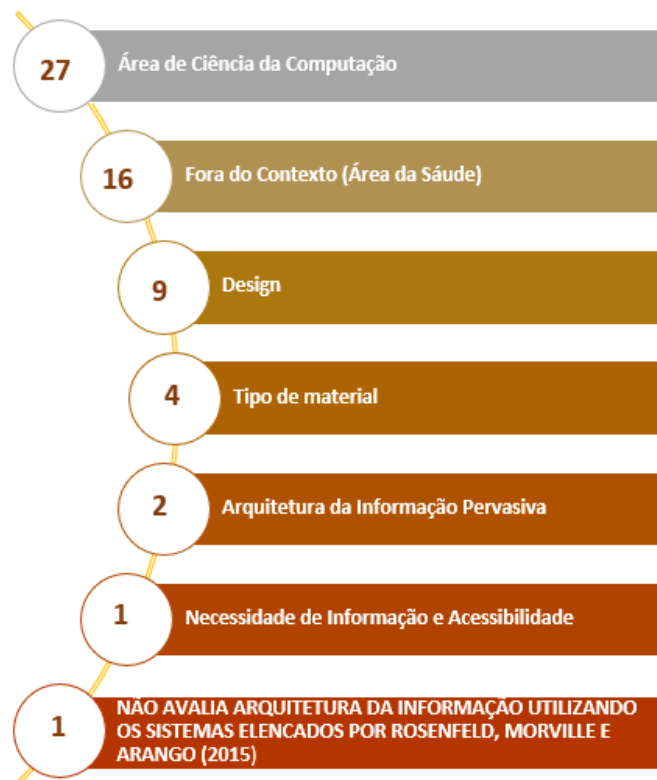 27
Área de Ciência da Computação
16
Fora do Contexto (Área da Sáude)
9
Design
4
Tipo de material
2
Arquitetura da Informação Pervasiva
1
Necessidade de Informação e Acessibilidade
1
NÃO AVALIA ARQUITETURA DA INFORMAÇÃO UTILIZANDO
OS SISTEMAS ELENCADOS POR ROSENFELD, MORVILLE E
ARANGO (2015)